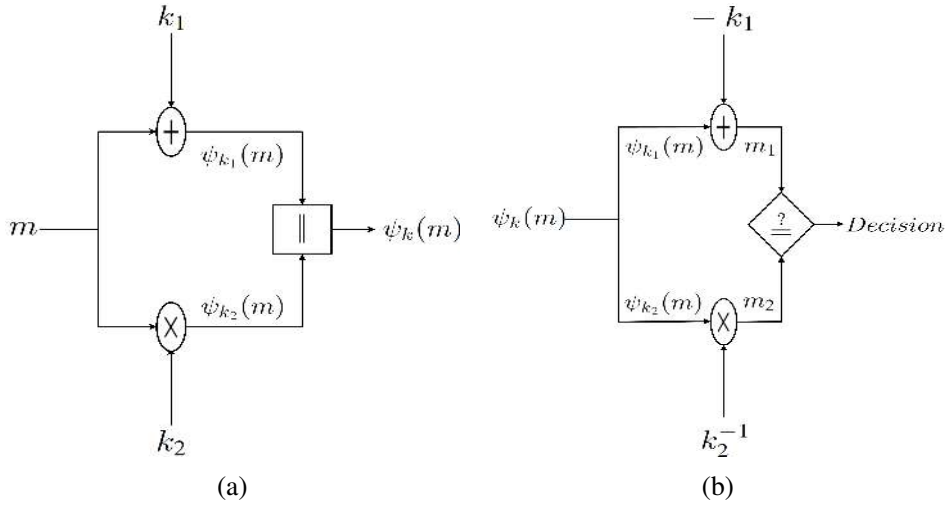 k₁
+
ψₖ₁(m)
m
||
ψₖ(m)
ψₖ₂(m)
×
k₂
(a)
− k₁
+
ψₖ₁(m)
m₁
ψₖ(m)
≟
Decision
ψₖ₂(m)
m₂
×
k₂⁻¹
(b)